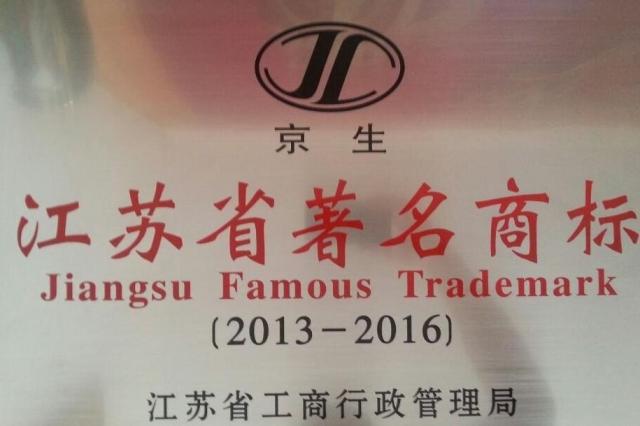 京生
江苏省著名商标
Jiangsu Famous Trademark
(2013-2016)
江苏省工商行政管理局